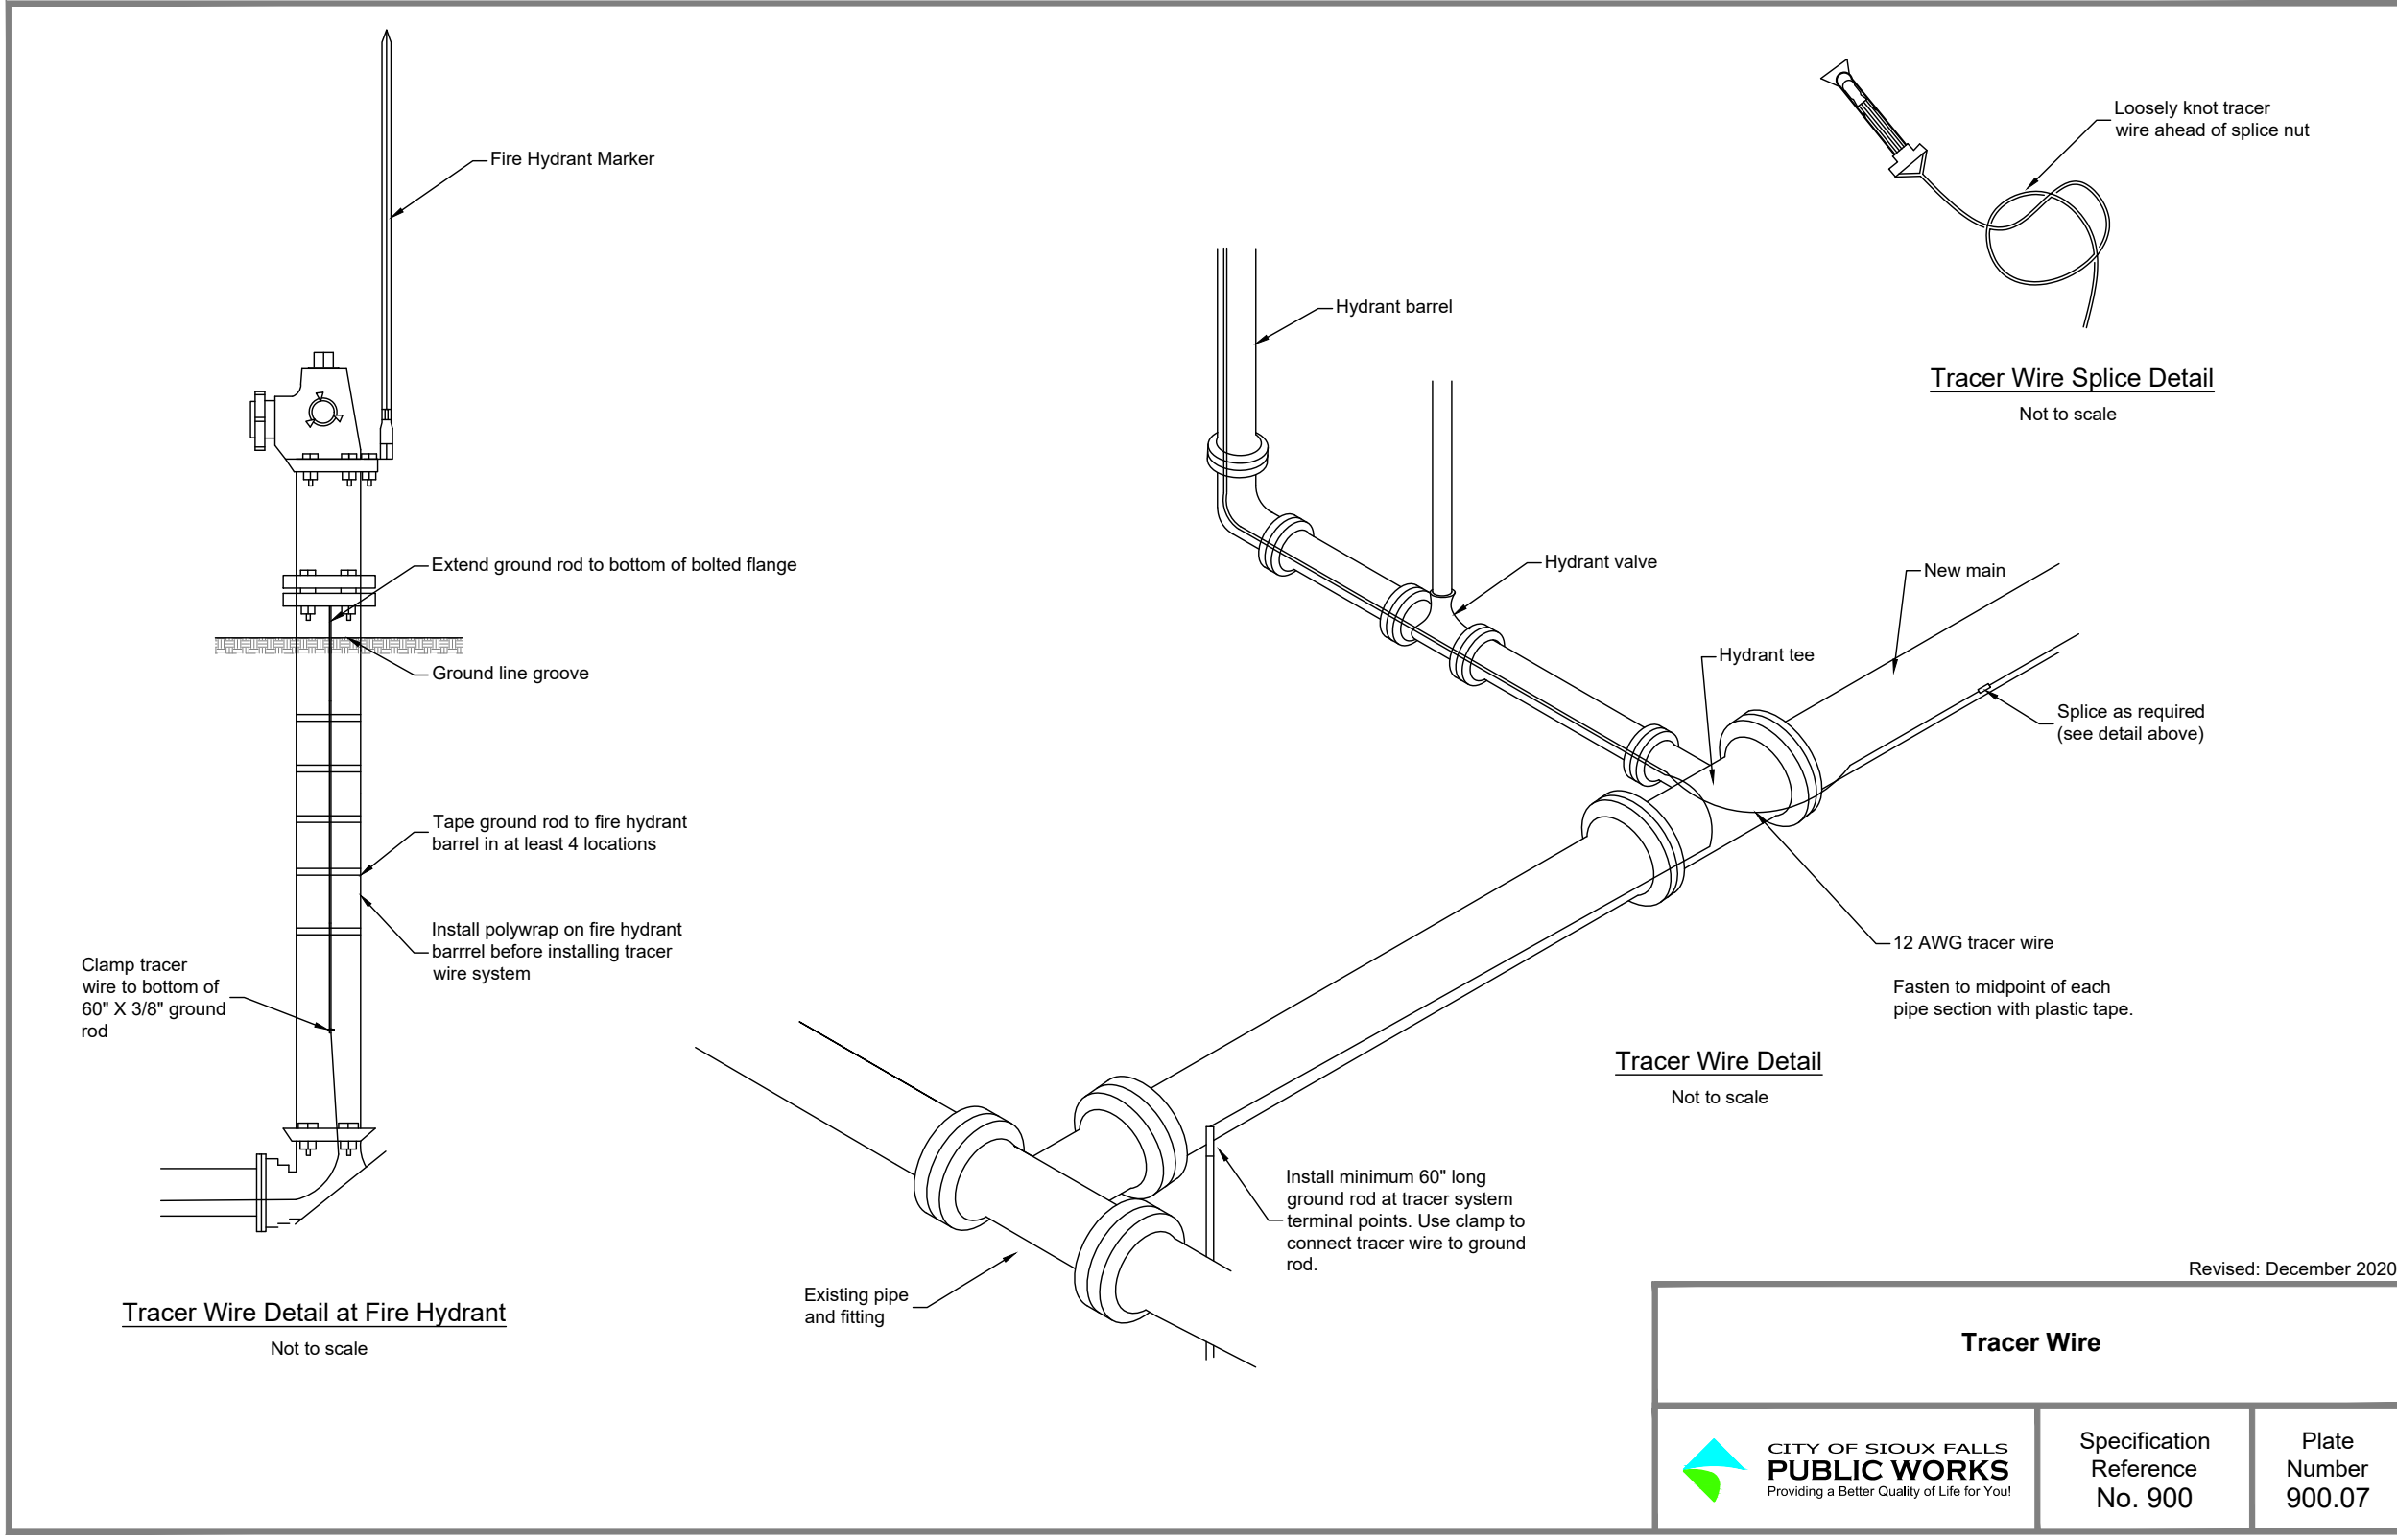 Fire Hydrant Marker
Extend ground rod to bottom of bolted flange
Ground line groove
Tape ground rod to fire hydrant
barrel in at least 4 locations
Install polywrap on fire hydrant
barrrel before installing tracer
wire system
Clamp tracer
wire to bottom of
60" X 3/8" ground
rod
Tracer Wire Detail at Fire Hydrant
Not to scale
Loosely knot tracer
wire ahead of splice nut
Tracer Wire Splice Detail
Not to scale
Hydrant barrel
Hydrant valve
New main
Hydrant tee
Splice as required
(see detail above)
12 AWG tracer wire
Fasten to midpoint of each
pipe section with plastic tape.
Tracer Wire Detail
Not to scale
Install minimum 60" long
ground rod at tracer system
terminal points. Use clamp to
connect tracer wire to ground
rod.
Existing pipe
and fitting
Revised: December 2020
Tracer Wire
CITY OF SIOUX FALLS
PUBLIC WORKS
Providing a Better Quality of Life for You!
Specification
Reference
No. 900
Plate
Number
900.07